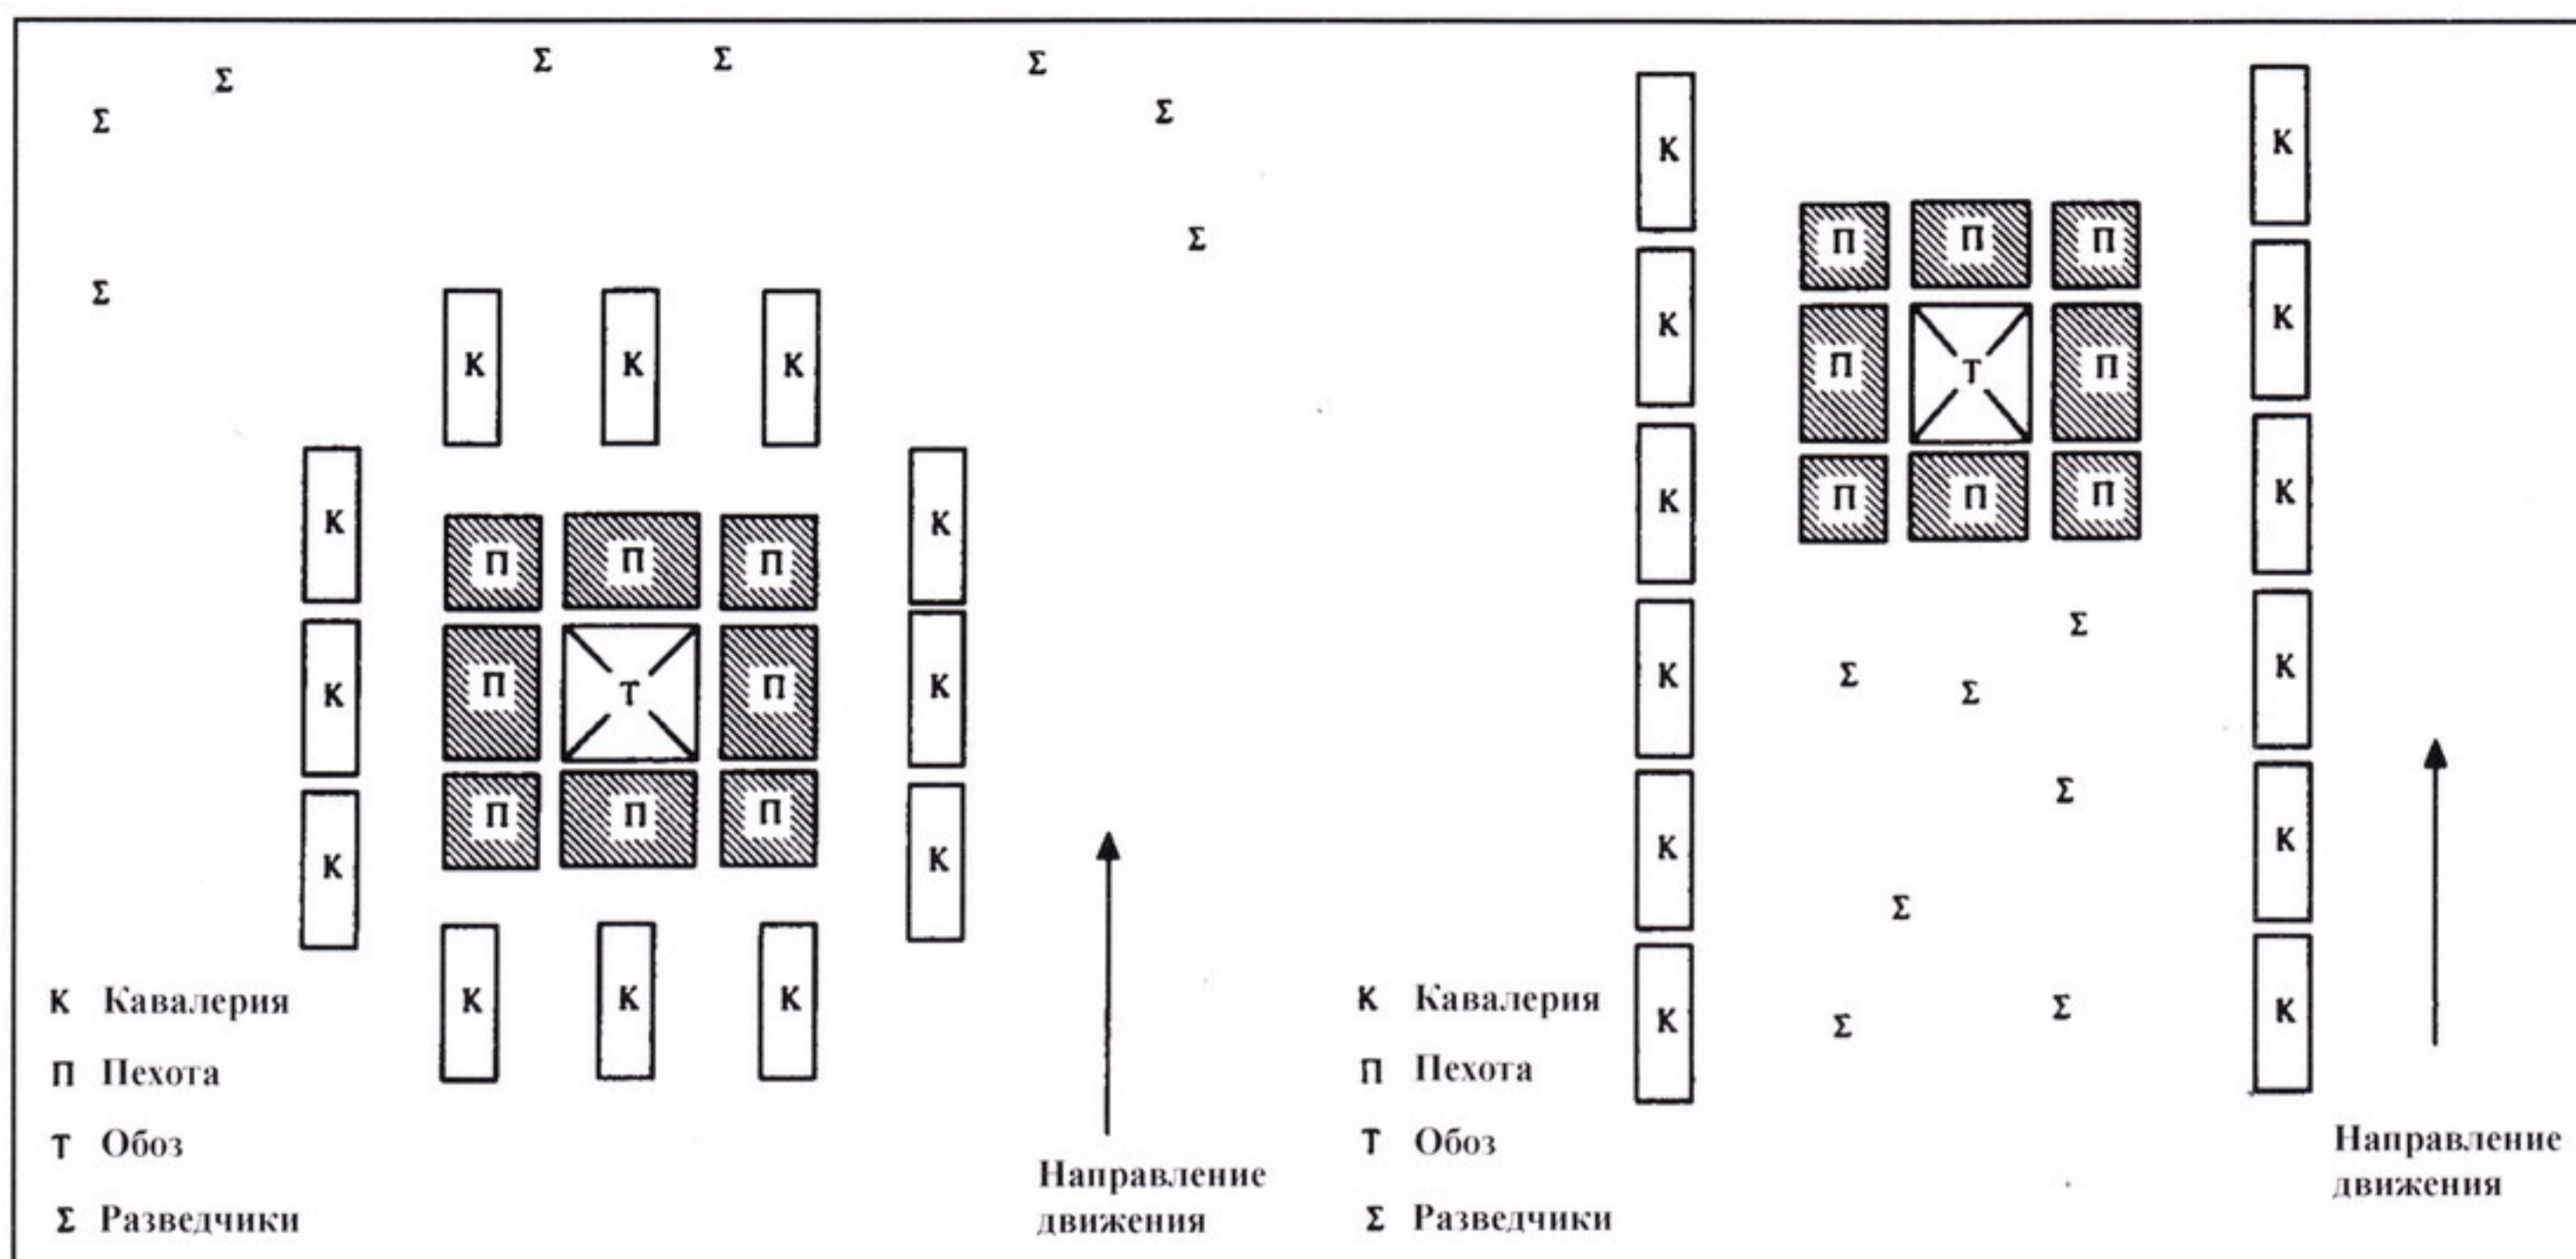 Σ Σ Σ Σ
Σ Σ
Σ
Σ
К К К
К К
П П П
К П Т П К
П П П
К К
К К К
К Кавалерия
П Пехота
Т Обоз
Σ Разведчики
Направление
движения
К К
П П П
К К
П Т П
К П П П К
Σ
К Σ Σ К
Σ
К Σ К
К Σ Σ К
К Кавалерия
П Пехота
Т Обоз
Σ Разведчики
Направление
движения